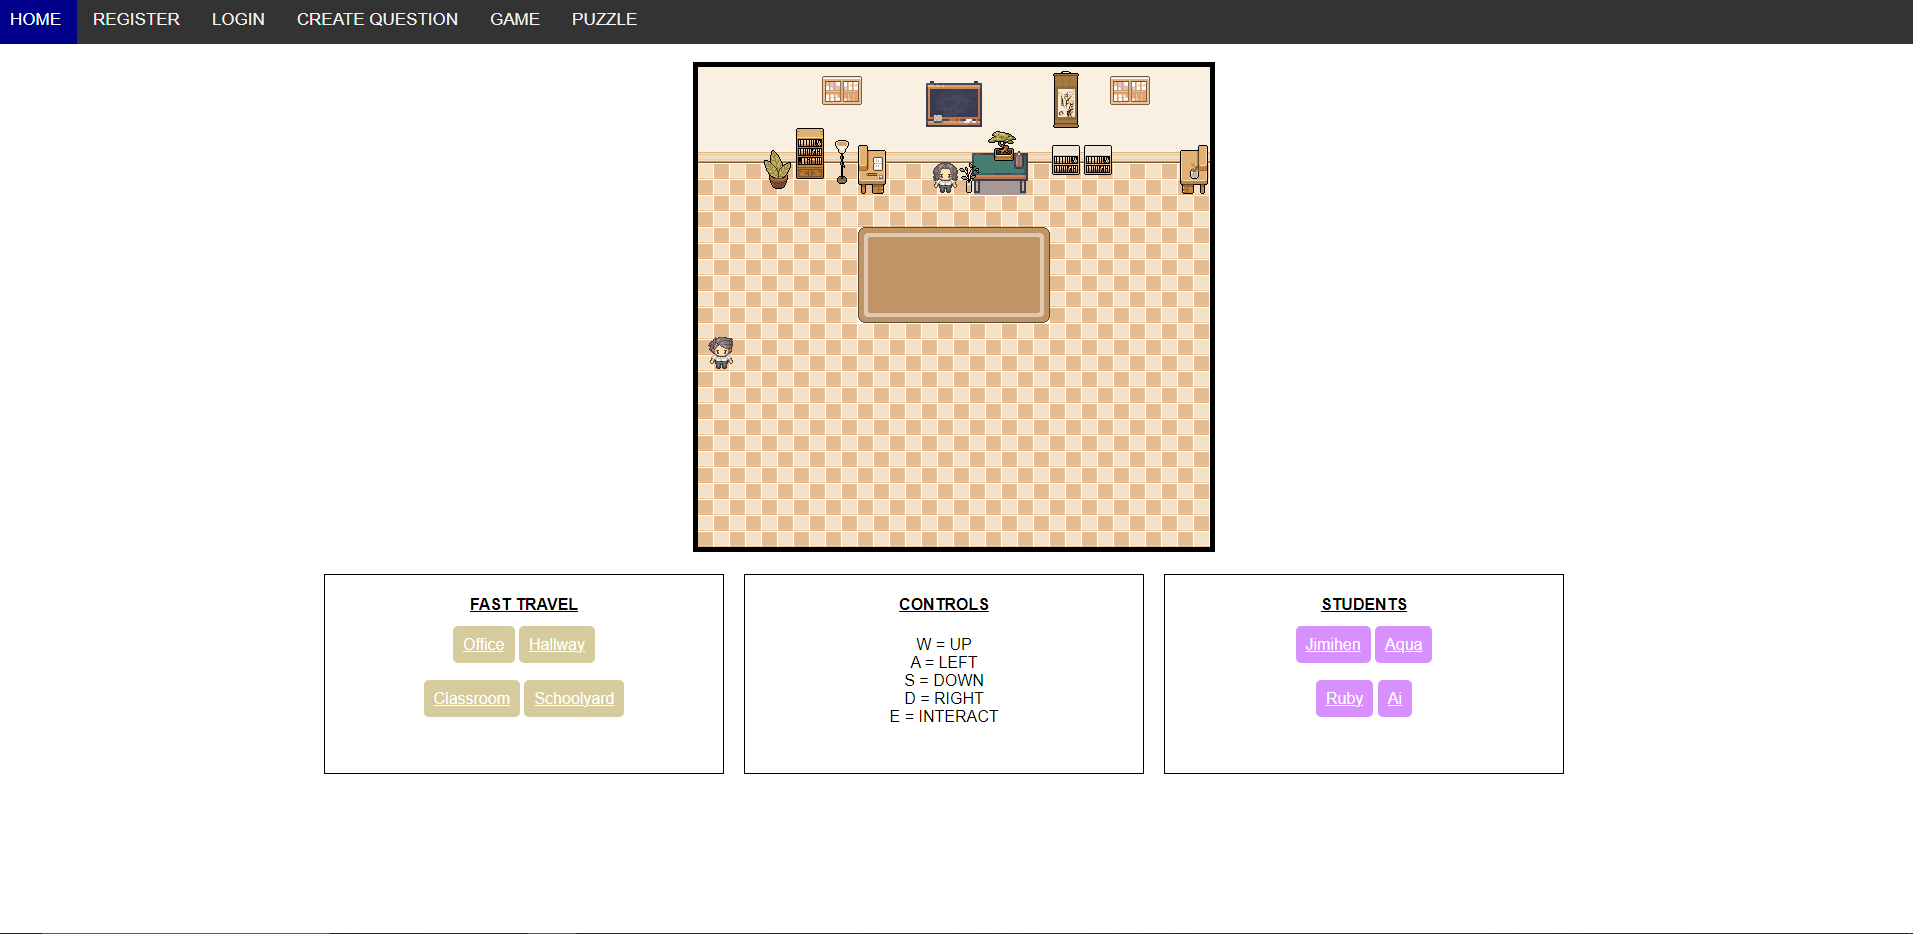 HOME REGISTER LOGIN CREATE QUESTION GAME PUZZLE
FAST TRAVEL
Office Hallway
Classroom Schoolyard
CONTROLS
W = UP
A = LEFT
S = DOWN
D = RIGHT
E = INTERACT
STUDENTS
Jimihen Aqua
Ruby Ai